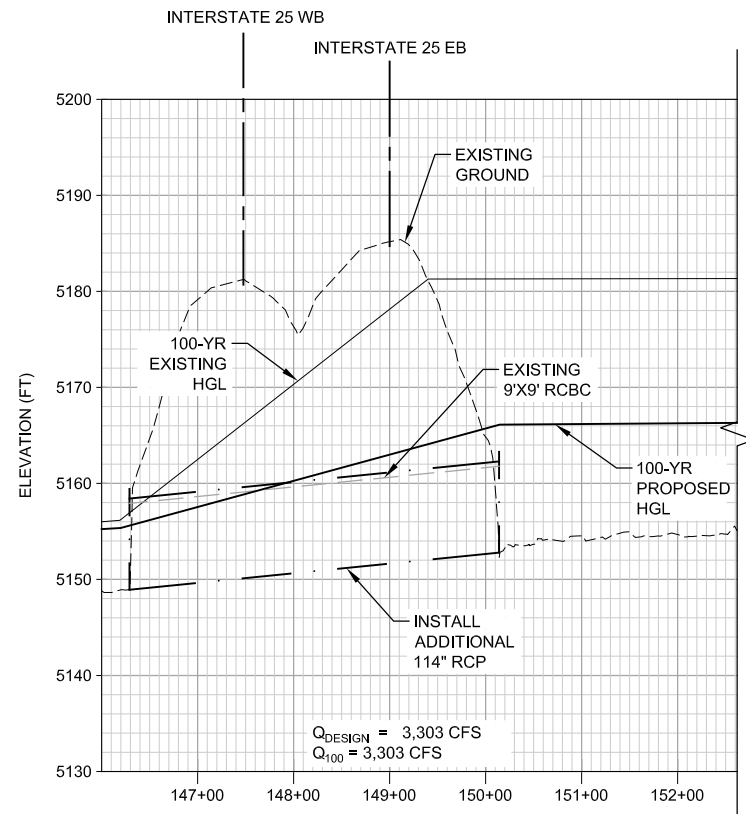 INTERSTATE 25 WB
INTERSTATE 25 EB
5200
5190
5180
5170
5160
5150
5140
5130
ELEVATION (FT)
EXISTING
GROUND
100-YR
EXISTING
HGL
EXISTING
9'X9' RCBC
100-YR
PROPOSED
HGL
INSTALL
ADDITIONAL
114" RCP
QDESIGN = 3,303 CFS
Q100 = 3,303 CFS
147+00
148+00
149+00
150+00
151+00
152+00